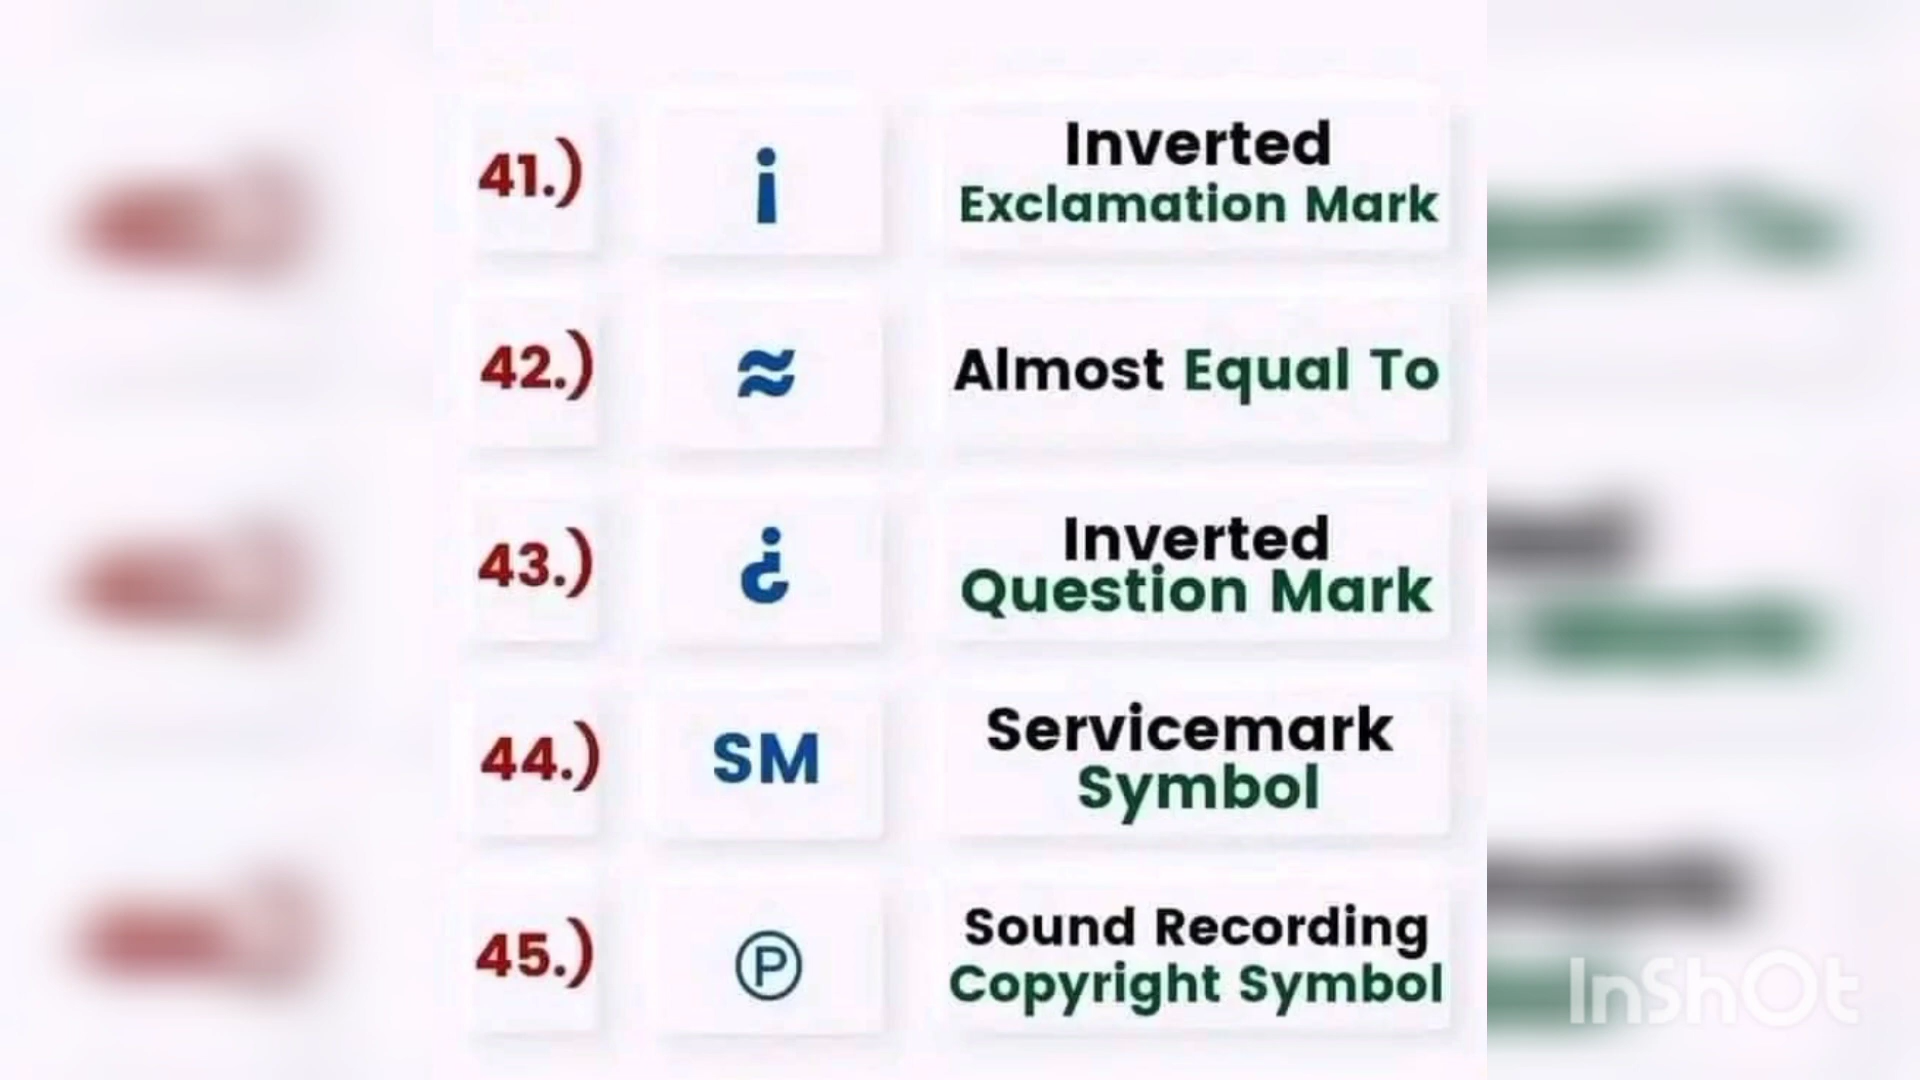 41.) ¡ Inverted
Exclamation Mark
42.) ≈ Almost Equal To
43.) ¿ Inverted
Question Mark
44.) SM Servicemark
Symbol
45.) Ⓟ Sound Recording
Copyright Symbol
InShOt